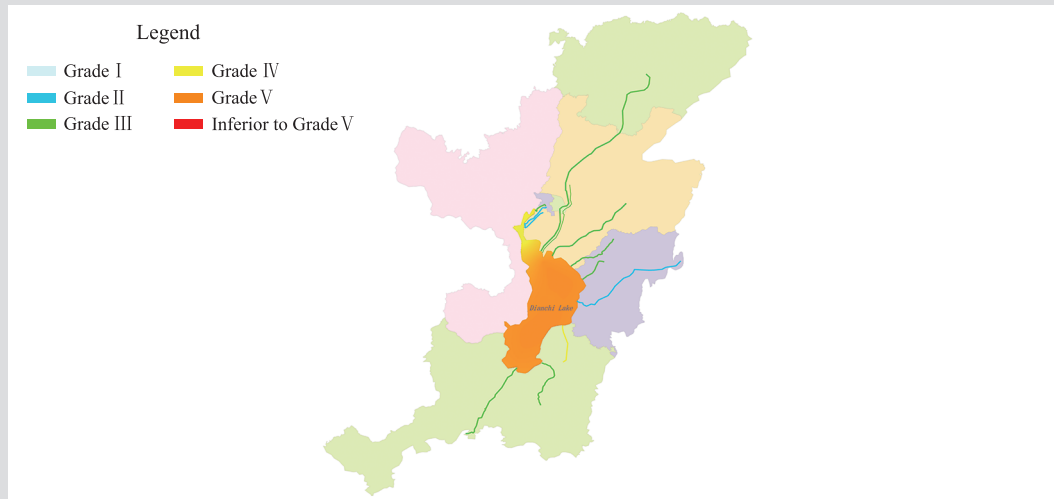 Legend
Grade Ⅰ
Grade Ⅱ
Grade Ⅲ
Grade Ⅳ
Grade Ⅴ
Inferior to Grade Ⅴ
Dianchi Lake